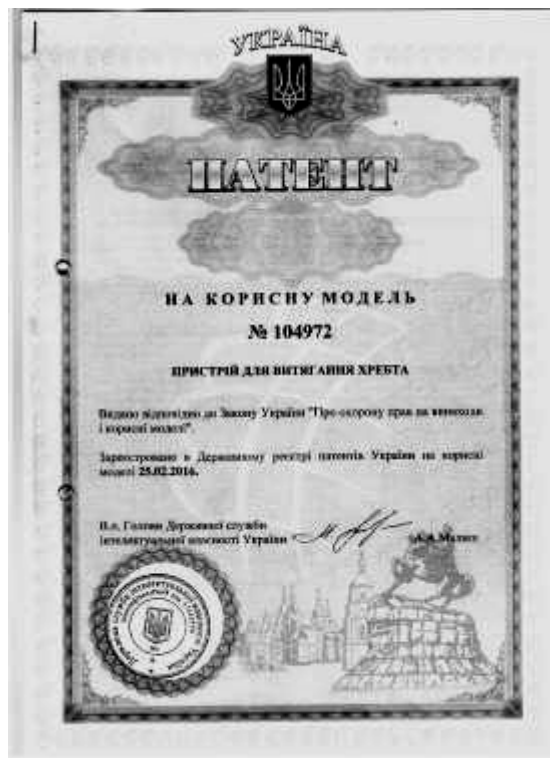 УКРАЇНА
ПАТЕНТ
НА КОРИСНУ МОДЕЛЬ
№ 104972
ПРИСТРІЙ ДЛЯ ВИТЯГАННЯ ХРЕБТА
Видано відповідно до Закону України "Про охорону прав на винаходи
і корисні моделі".
Зареєстровано в Державному реєстрі патентів України на корисні
моделі 25.02.2016.
В.о. Голови Державної служби
інтелектуальної власності України
А.А.Малиш